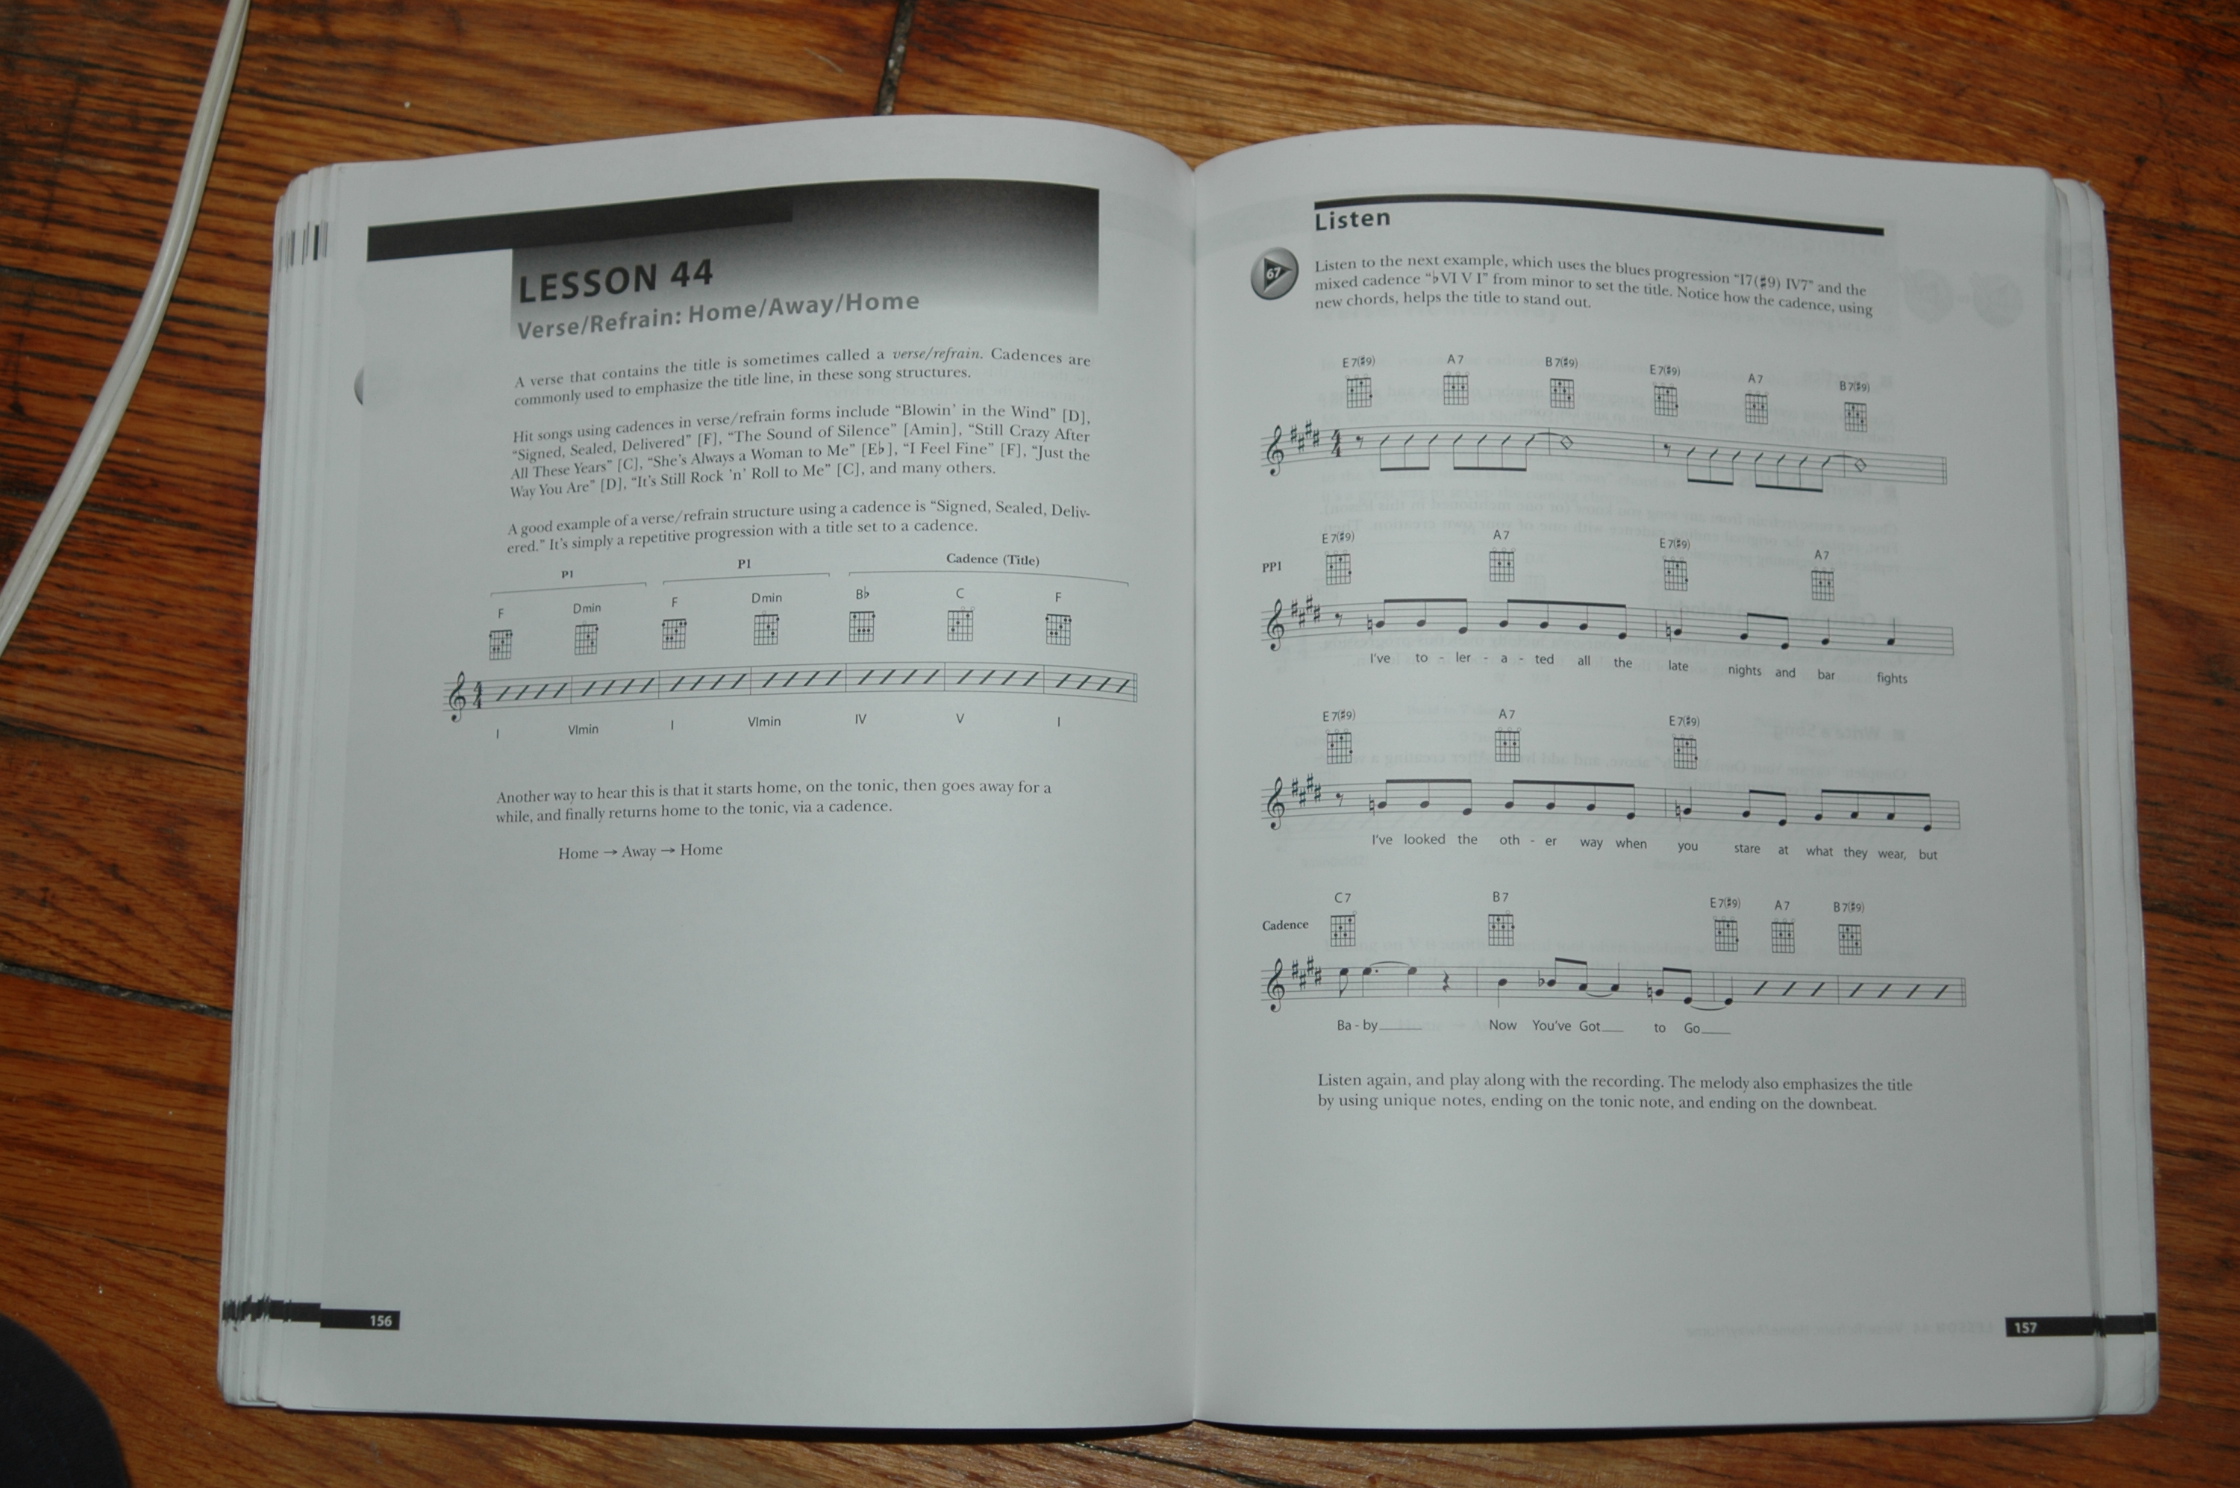 LESSON 44
Verse/Refrain: Home/Away/Home
A verse that contains the title is sometimes called a verse/refrain. Cadences are
commonly used to emphasize the title line, in these song structures.
Hit songs using cadences in verse/refrain forms include “Blowin’ in the Wind” [D],
“Signed, Sealed, Delivered” [F], “The Sound of Silence” [Amin], “Still Crazy After
All These Years” [C], “She’s Always a Woman to Me” [E♭], “I Feel Fine” [F], “Just the
Way You Are” [D], “It’s Still Rock ’n’ Roll to Me” [C], and many others.
A good example of a verse/refrain structure using a cadence is “Signed, Sealed, Deliv-
ered.” It’s simply a repetitive progression with a title set to a cadence.
P1 P1 Cadence (Title)
F Dmin F Dmin B♭ C F
I VImin I VImin IV V I
Another way to hear this is that it starts home, on the tonic, then goes away for a
while, and finally returns home to the tonic, via a cadence.
Home → Away → Home
156
Listen
67
Listen to the next example, which uses the blues progression “I7(♯9) IV7” and the
mixed cadence “♭VI V I” from minor to set the title. Notice how the cadence, using
new chords, helps the title to stand out.
E7(♯9) A7 B7(♯9) E7(♯9) A7 B7(♯9)
PP1
E7(♯9) A7 E7(♯9) A7
I’ve to - ler - a - ted all the late nights and bar fights
E7(♯9) A7 E7(♯9)
I’ve looked the oth - er way when you stare at what they wear, but
Cadence
C7 B7 E7(♯9) A7 B7(♯9)
Ba - by Now You’ve Got to Go
Listen again, and play along with the recording. The melody also emphasizes the title
by using unique notes, ending on the tonic note, and ending on the downbeat.
157